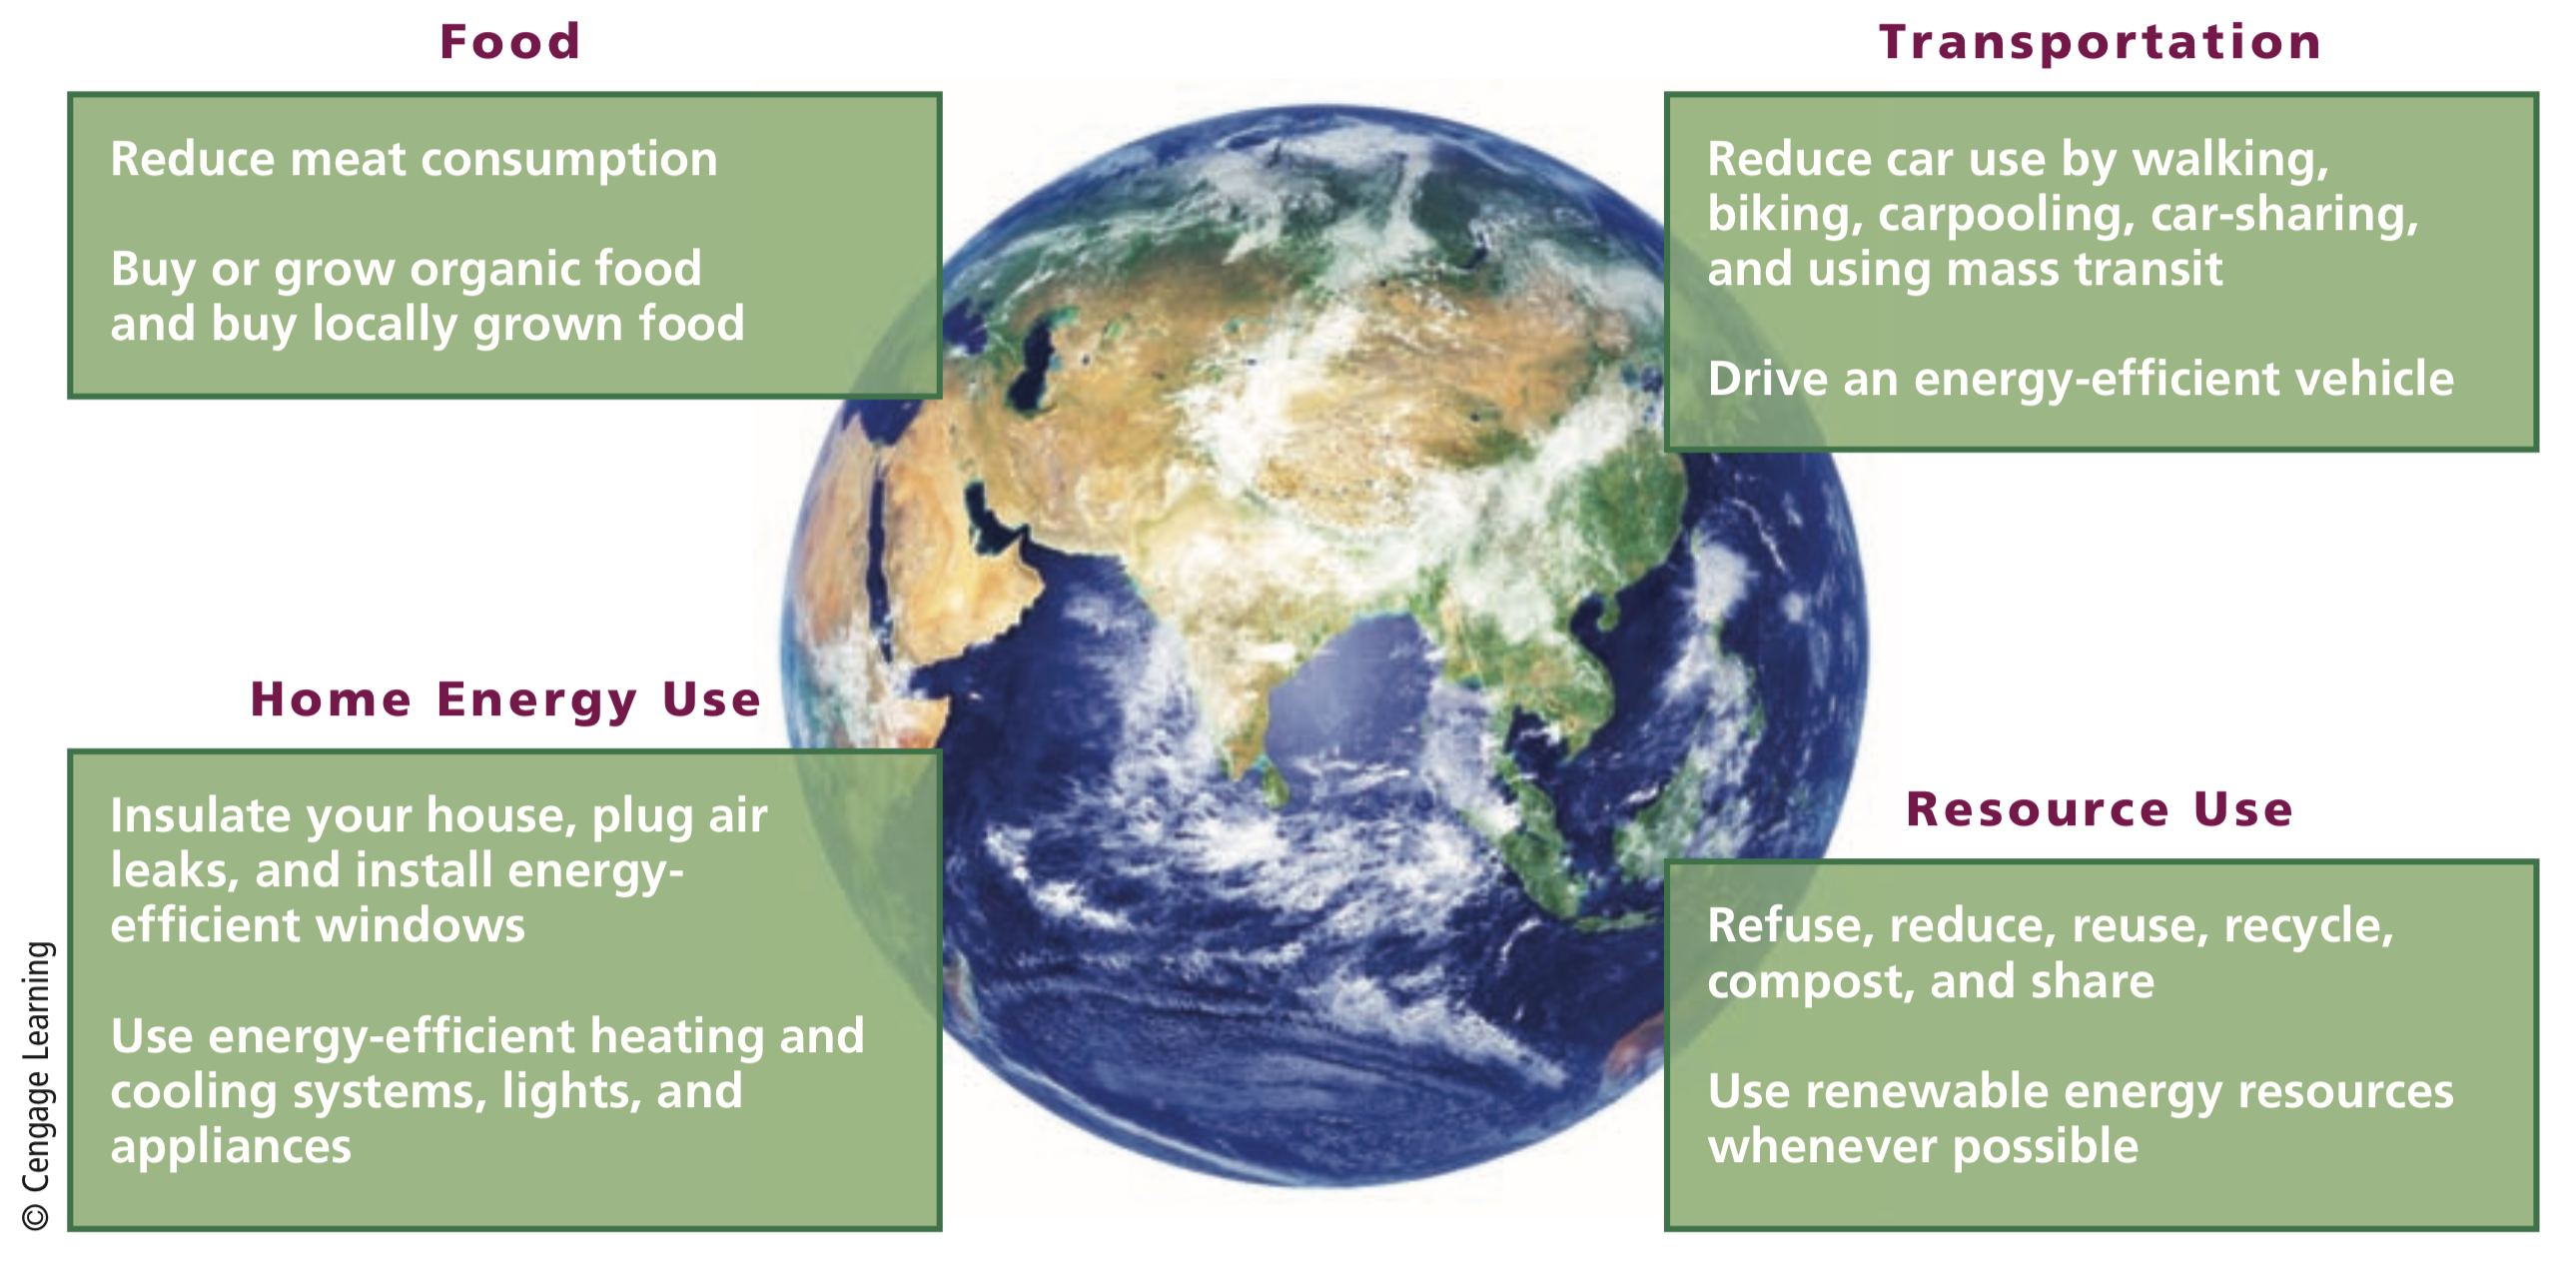 Food
Reduce meat consumption
Buy or grow organic food
and buy locally grown food
Transportation
Reduce car use by walking,
biking, carpooling, car-sharing,
and using mass transit
Drive an energy-efficient vehicle
Home Energy Use
Insulate your house, plug air
leaks, and install energy-
efficient windows
Use energy-efficient heating and
cooling systems, lights, and
appliances
Resource Use
Refuse, reduce, reuse, recycle,
compost, and share
Use renewable energy resources
whenever possible
© Cengage Learning